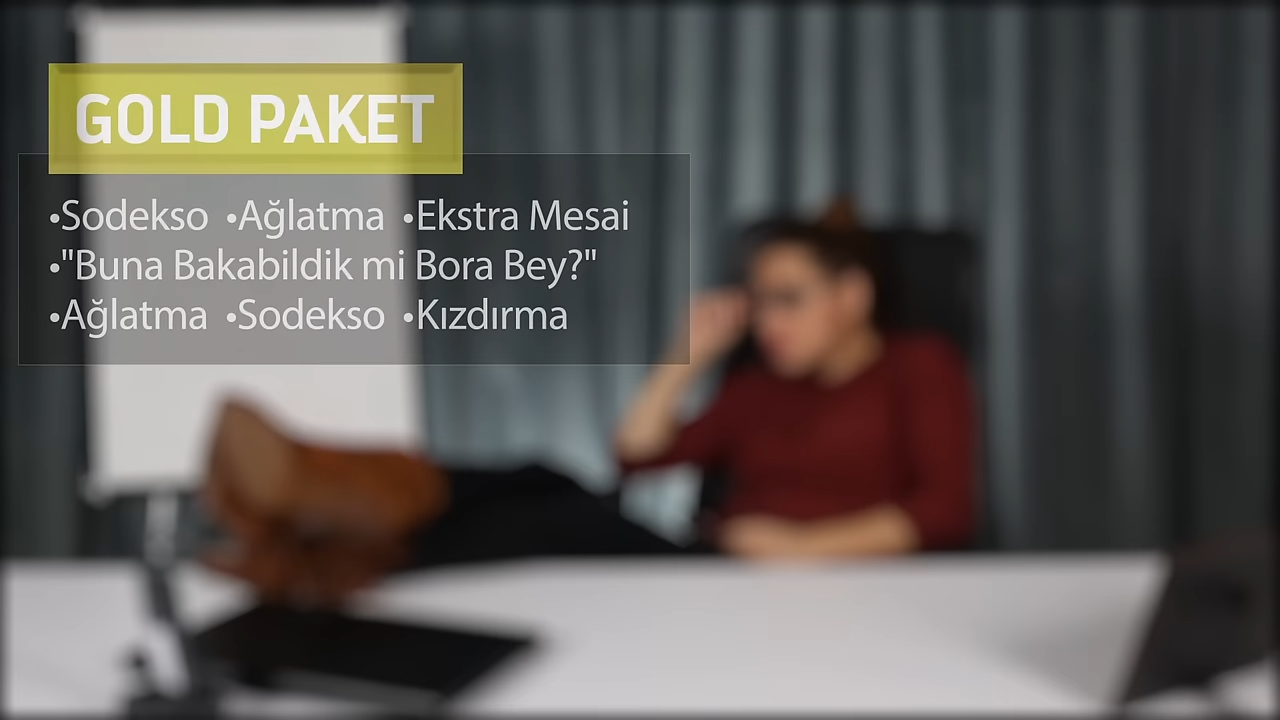 GOLD PAKET
•Sodekso •Ağlatma •Ekstra Mesai
•"Buna Bakabildik mi Bora Bey?"
•Ağlatma •Sodekso •Kızdırma